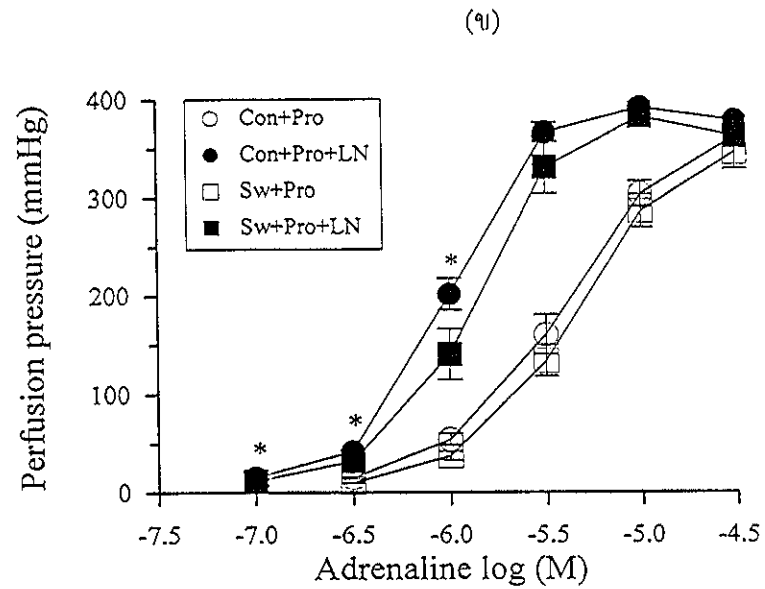 (ข)
400
300
200
100
0
Perfusion pressure (mmHg)
Con+Pro
Con+Pro+LN
Sw+Pro
Sw+Pro+LN
*
*
*
-7.5 -7.0 -6.5 -6.0 -5.5 -5.0 -4.5
Adrenaline log (M)